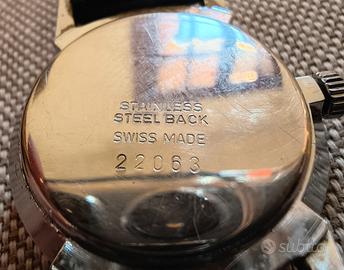 STAINLESS
STEEL BACK
SWISS MADE
22063
subito